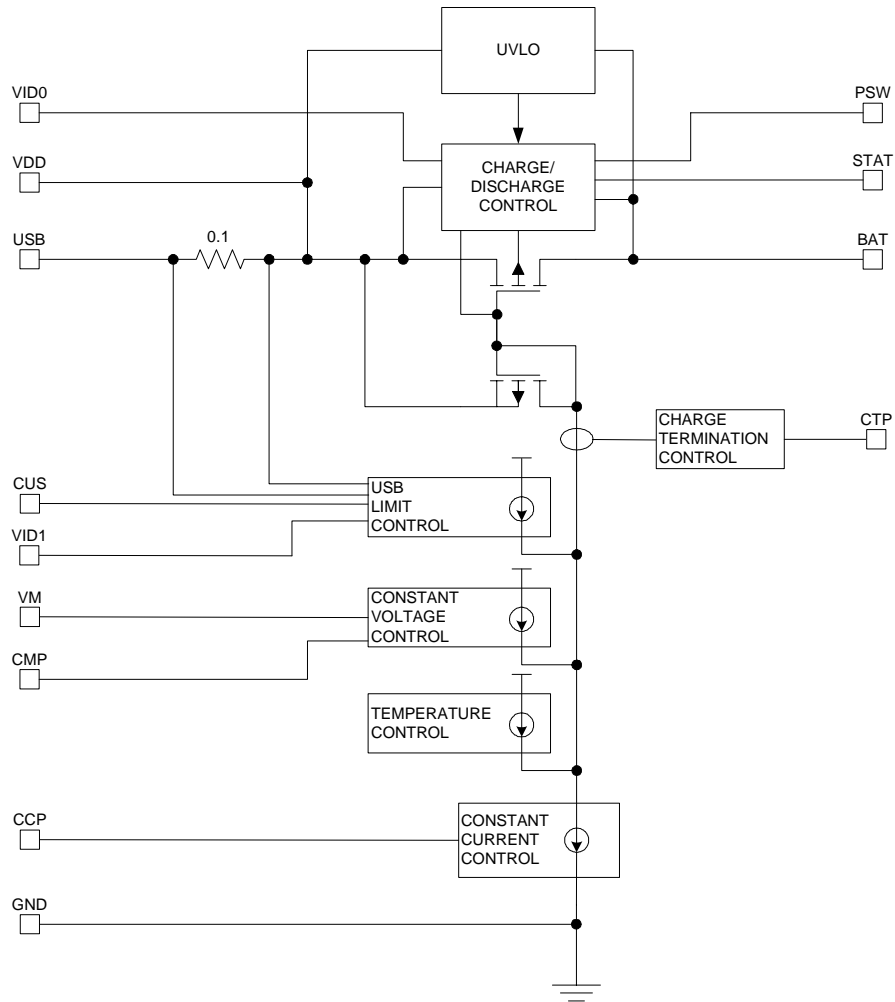 UVLO
VID0
PSW
VDD
CHARGE/
DISCHARGE
CONTROL
STAT
USB
0.1
BAT
CHARGE
TERMINATION
CONTROL
CTP
CUS
USB
LIMIT
CONTROL
VID1
VM
CONSTANT
VOLTAGE
CONTROL
CMP
TEMPERATURE
CONTROL
CCP
CONSTANT
CURRENT
CONTROL
GND